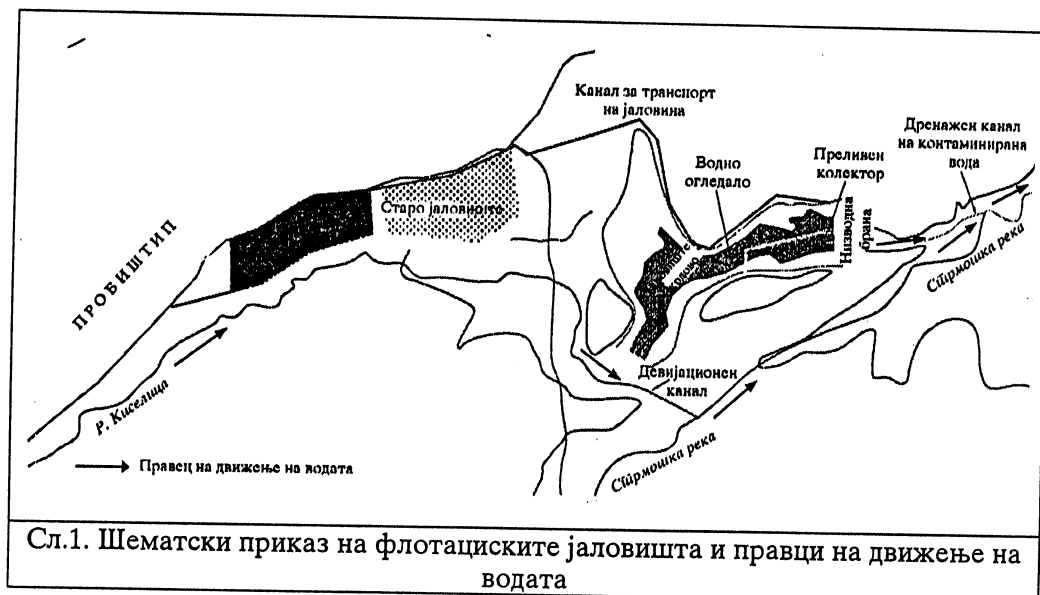 Канал за транспорт
на јаловина
Дренажен канал
на контаминирана
вода
Преливен
колектор
Водно
огледало
Старо јаловиште
Низводна
брана
Стрмошка река
ПРОБИШТИП
Девијационен
канал
Р. Киселица
Стрмошка река
Правец на движење на водата
Сл.1. Шематски приказ на флотациските јаловишта и правци на движење на
водата